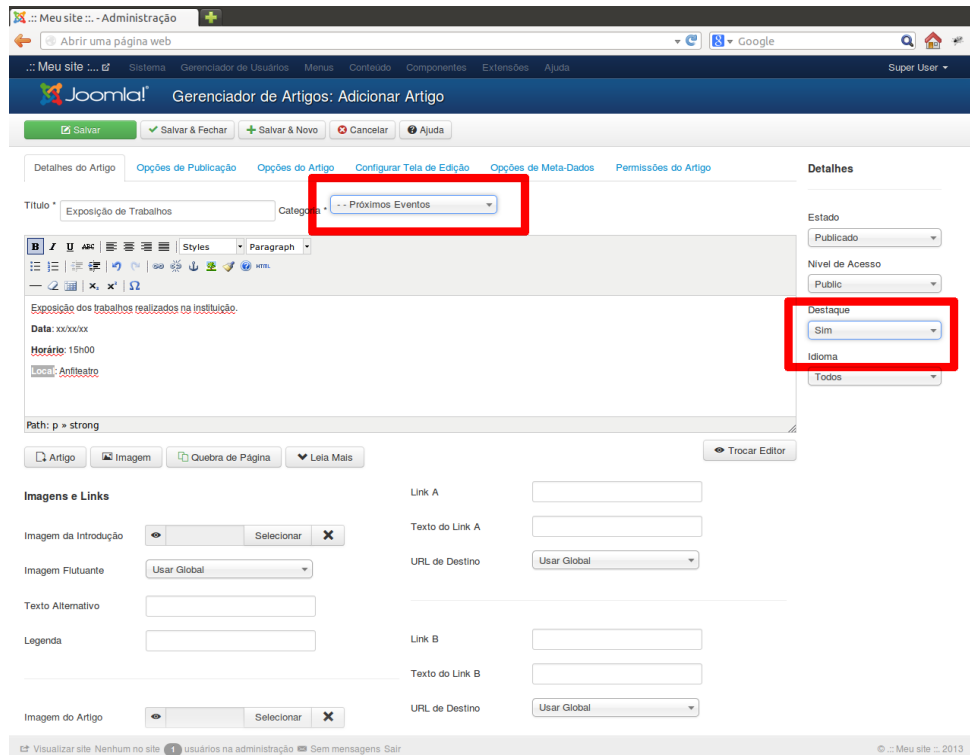 .:: Meu site ::. - Administração
Abrir uma página web
Google
.:: Meu site :... Sistema Gerenciador de Usuários Menus Conteúdo Componentes Extensões Ajuda Super User
Joomla!® Gerenciador de Artigos: Adicionar Artigo
Salvar Salvar & Fechar Salvar & Novo Cancelar Ajuda
Detalhes do Artigo Opções de Publicação Opções do Artigo Configurar Tela de Edição Opções de Meta-Dados Permissões do Artigo
Título * Exposição de Trabalhos Categoria * - - Próximos Eventos
B I U ABC Styles Paragraph
HTML
Exposição dos trabalhos realizados na instituição.
Data: xx/xx/xx
Horário: 15h00
Local: Anfiteatro
Path: p » strong
Artigo Imagem Quebra de Página Leia Mais Trocar Editor
Detalhes
Estado
Publicado
Nível de Acesso
Public
Destaque
Sim
Idioma
Todos
Imagens e Links
Imagem da Introdução Selecionar
Imagem Flutuante Usar Global
Texto Alternativo
Legenda
Imagem do Artigo Selecionar
Link A
Texto do Link A
URL de Destino Usar Global
Link B
Texto do Link B
URL de Destino Usar Global
Visualizar site Nenhum no site 1 usuários na administração Sem mensagens Sair © .:: Meu site ::. 2013